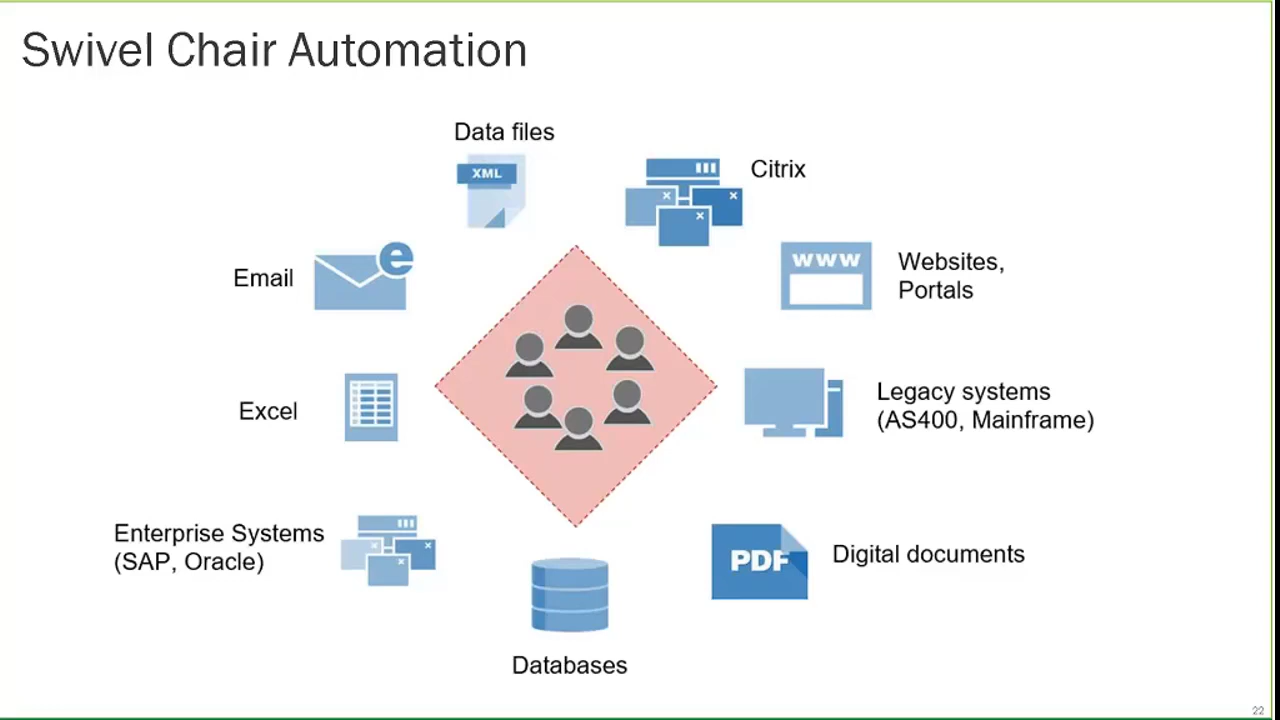 Swivel Chair Automation
Data files
XML
Citrix
www
Websites,
Portals
Email
e
Excel
Legacy systems
(AS400, Mainframe)
Enterprise Systems
(SAP, Oracle)
PDF
Digital documents
Databases
22